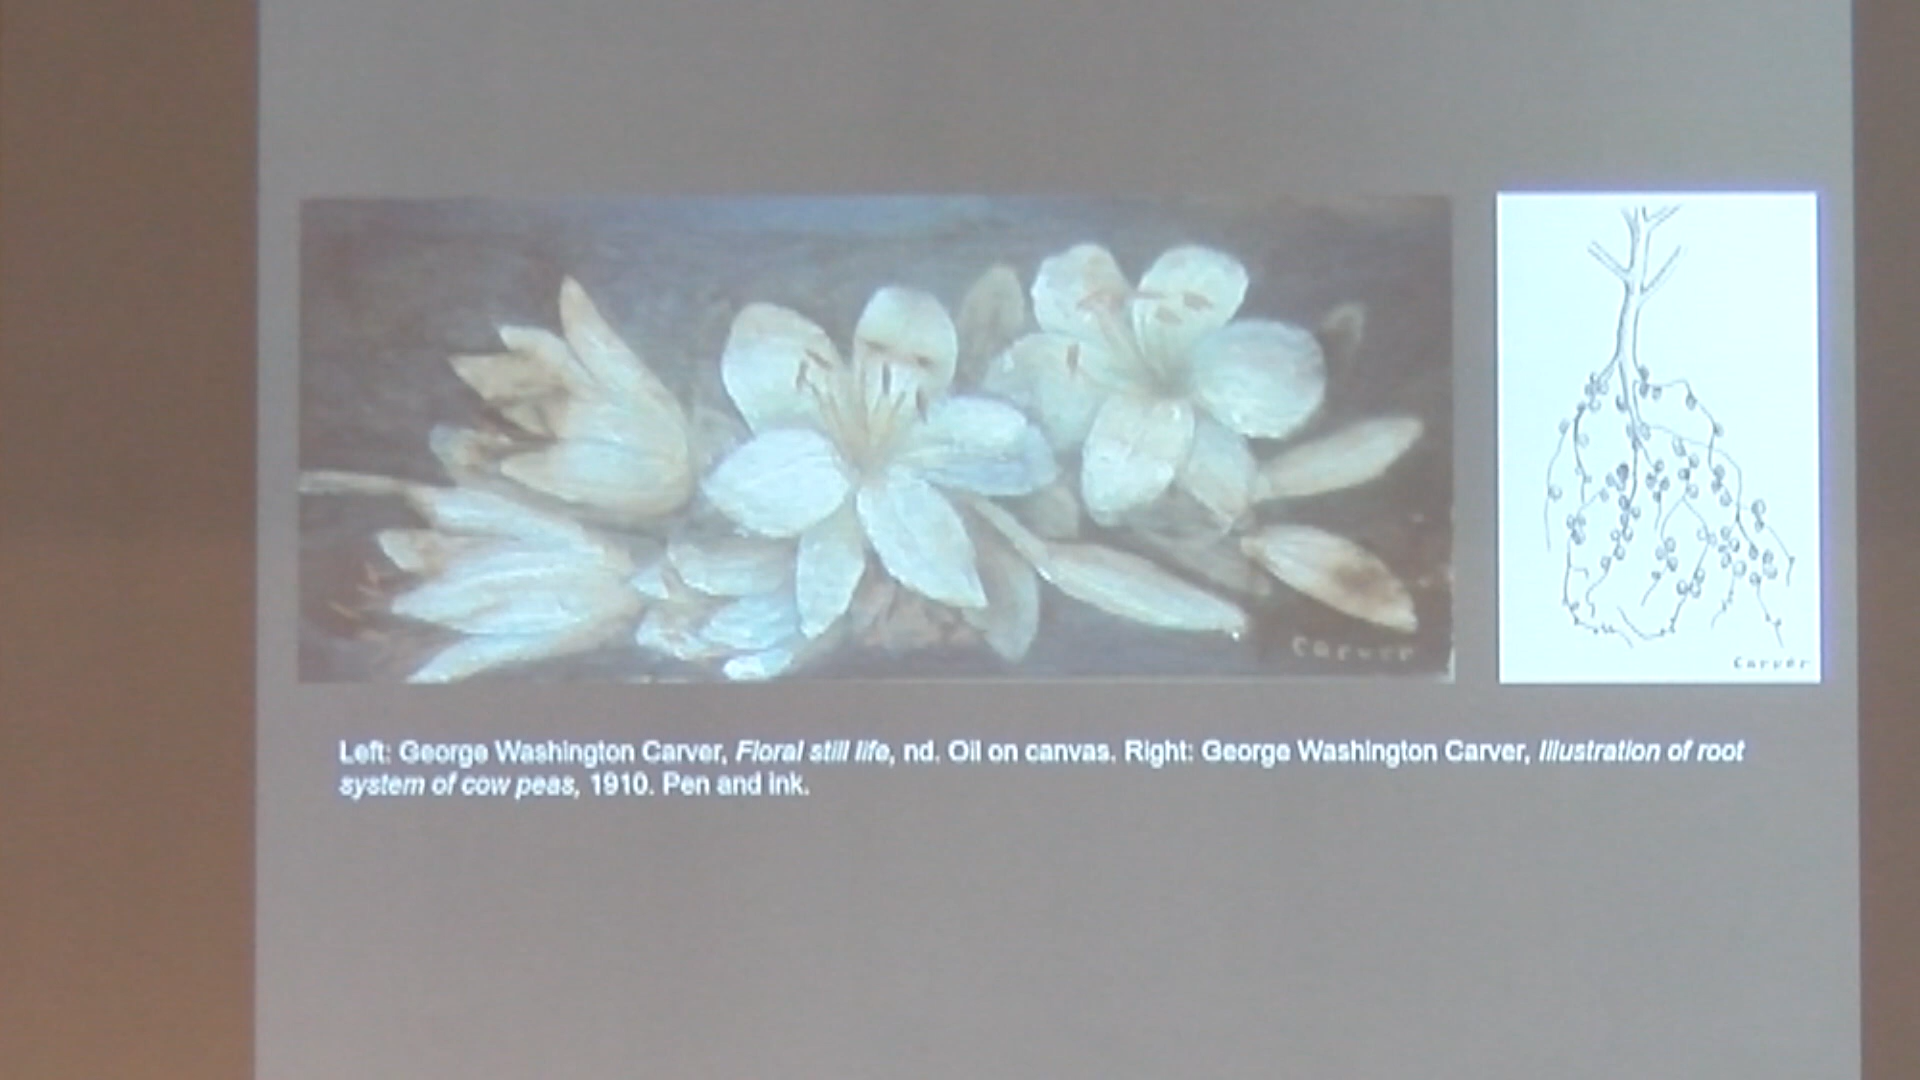 Carver
Carver
Left: George Washington Carver, Floral still life, nd. Oil on canvas. Right: George Washington Carver, Illustration of root
system of cow peas, 1910. Pen and ink.